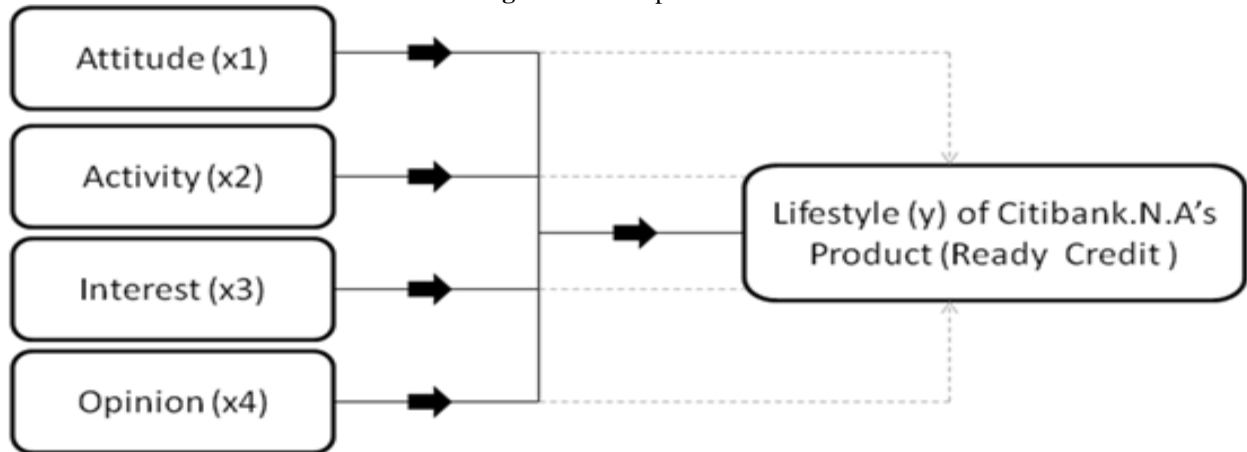 Attitude (x1)
Activity (x2)
Interest (x3)
Opinion (x4)
Lifestyle (y) of Citibank.N.A's
Product (Ready Credit )